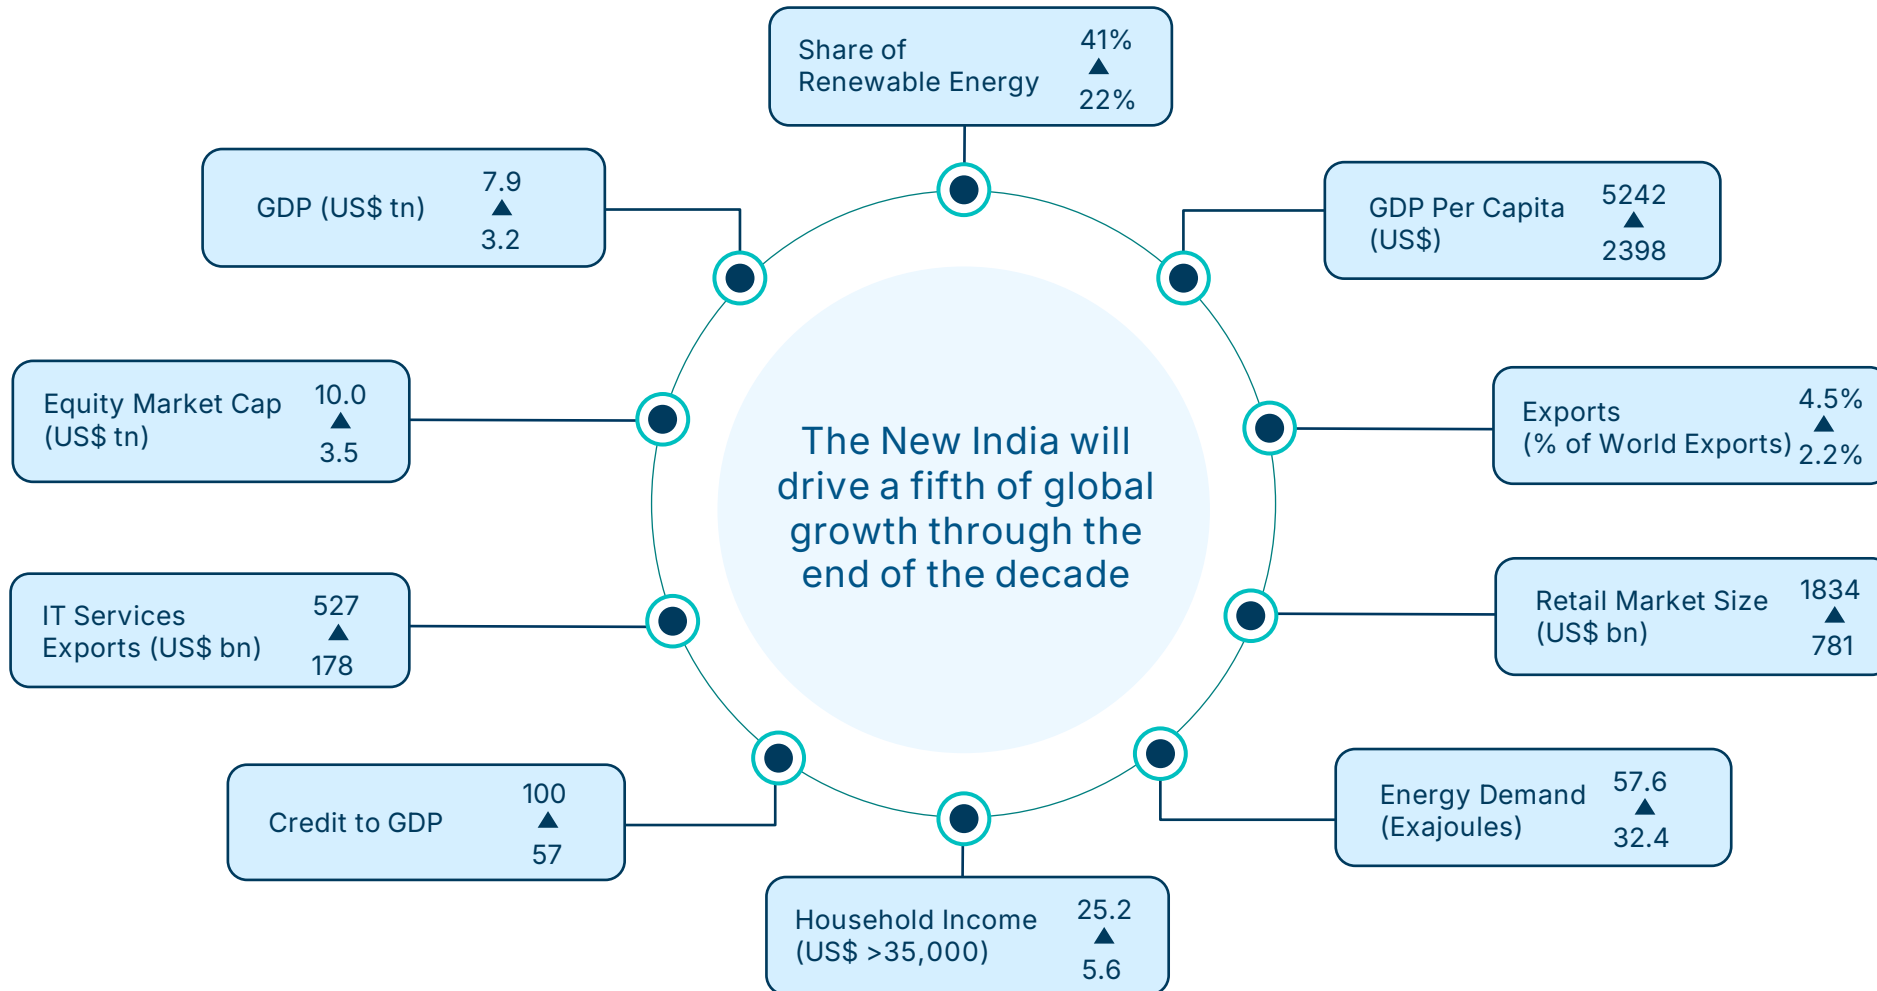 Share of
Renewable Energy
41%
▲
22%
GDP (US$ tn)
7.9
▲
3.2
GDP Per Capita
(US$)
5242
▲
2398
Equity Market Cap
(US$ tn)
10.0
▲
3.5
Exports
(% of World Exports)
4.5%
▲
2.2%
The New India will
drive a fifth of global
growth through the
end of the decade
IT Services
Exports (US$ bn)
527
▲
178
Retail Market Size
(US$ bn)
1834
▲
781
Credit to GDP
100
▲
57
Energy Demand
(Exajoules)
57.6
▲
32.4
Household Income
(US$ >35,000)
25.2
▲
5.6